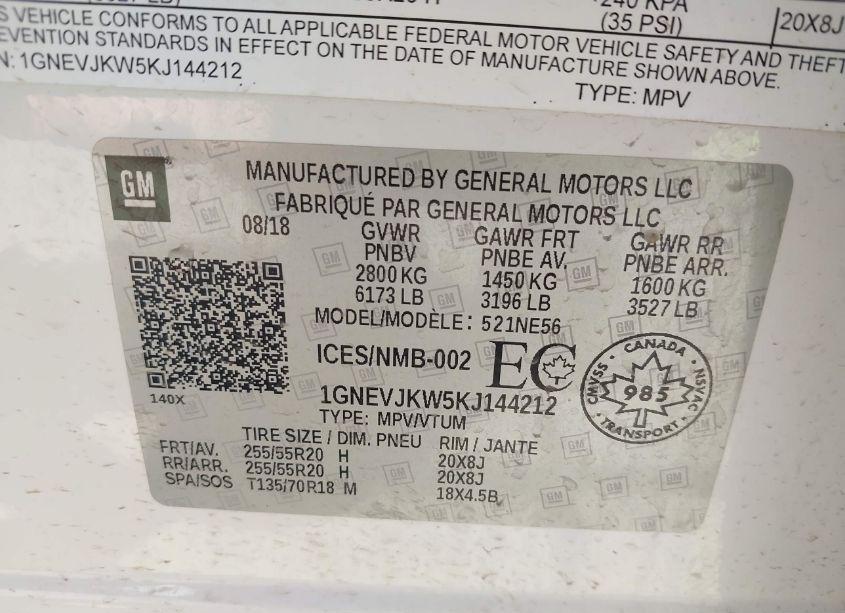 240 KPA
(35 PSI)
20X8J
S VEHICLE CONFORMS TO ALL APPLICABLE FEDERAL MOTOR VEHICLE SAFETY AND THEFT
EVENTION STANDARDS IN EFFECT ON THE DATE OF MANUFACTURE SHOWN ABOVE.
N: 1GNEVJKW5KJ144212
TYPE: MPV
GM
MANUFACTURED BY GENERAL MOTORS LLC
FABRIQUÉ PAR GENERAL MOTORS LLC
08/18 GVWR GAWR FRT GAWR RR
PNBV PNBE AV. PNBE ARR.
2800 KG 1450 KG 1600 KG
6173 LB 3196 LB 3527 LB
MODEL/MODÈLE: 521NE56
ICES/NMB-002 EC
CANADA
CMVSS 985 NSVAC
TRANSPORT
140X
1GNEVJKW5KJ144212
TYPE: MPV/VTUM
TIRE SIZE / DIM. PNEU RIM / JANTE
FRT/AV. 255/55R20 H 20X8J
RR/ARR. 255/55R20 H 20X8J
SPA/SOS T135/70R18 M 18X4.5B